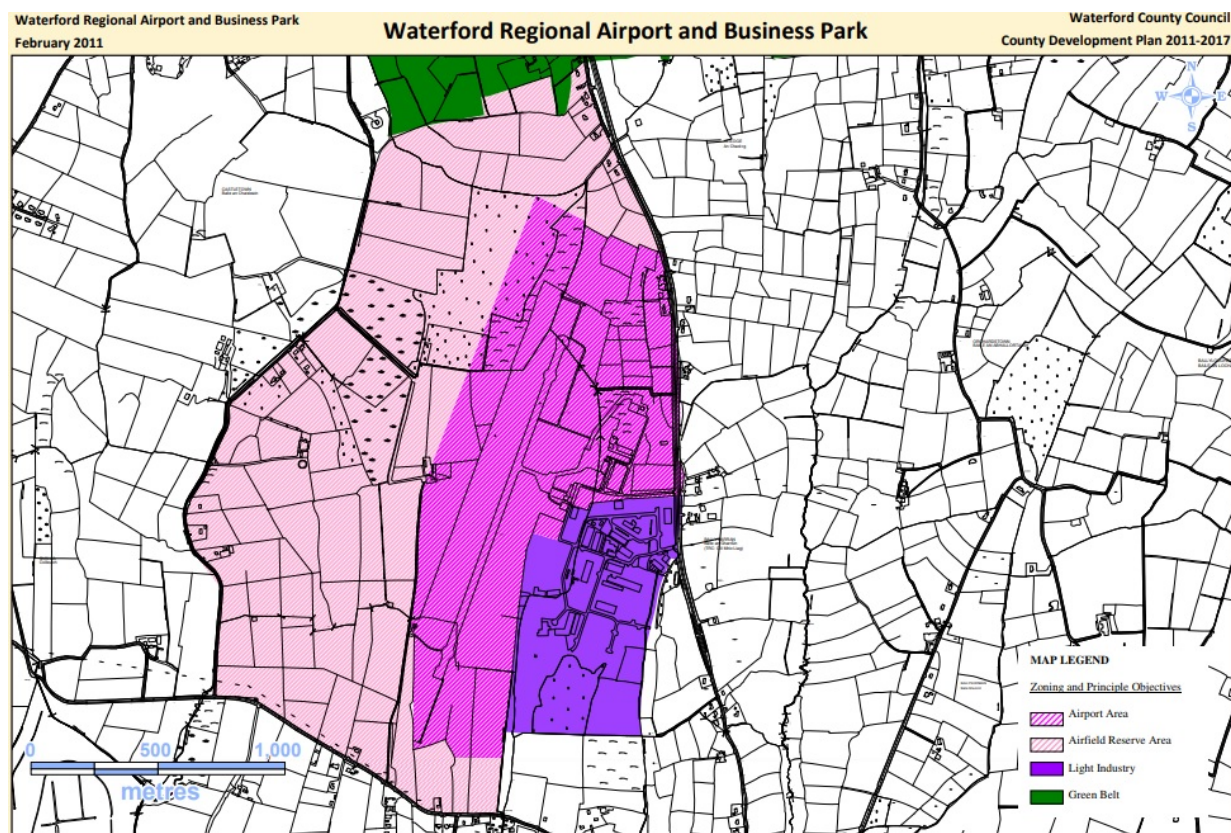 Waterford Regional Airport and Business Park
February 2011
Waterford Regional Airport and Business Park
Waterford County Council
County Development Plan 2011-2017
N
W E
S
CASTLETOWN
MAP LEGEND
Zoning and Principle Objectives
Airport Area
Airfield Reserve Area
Light Industry
Green Belt
0 500 1,000
metres